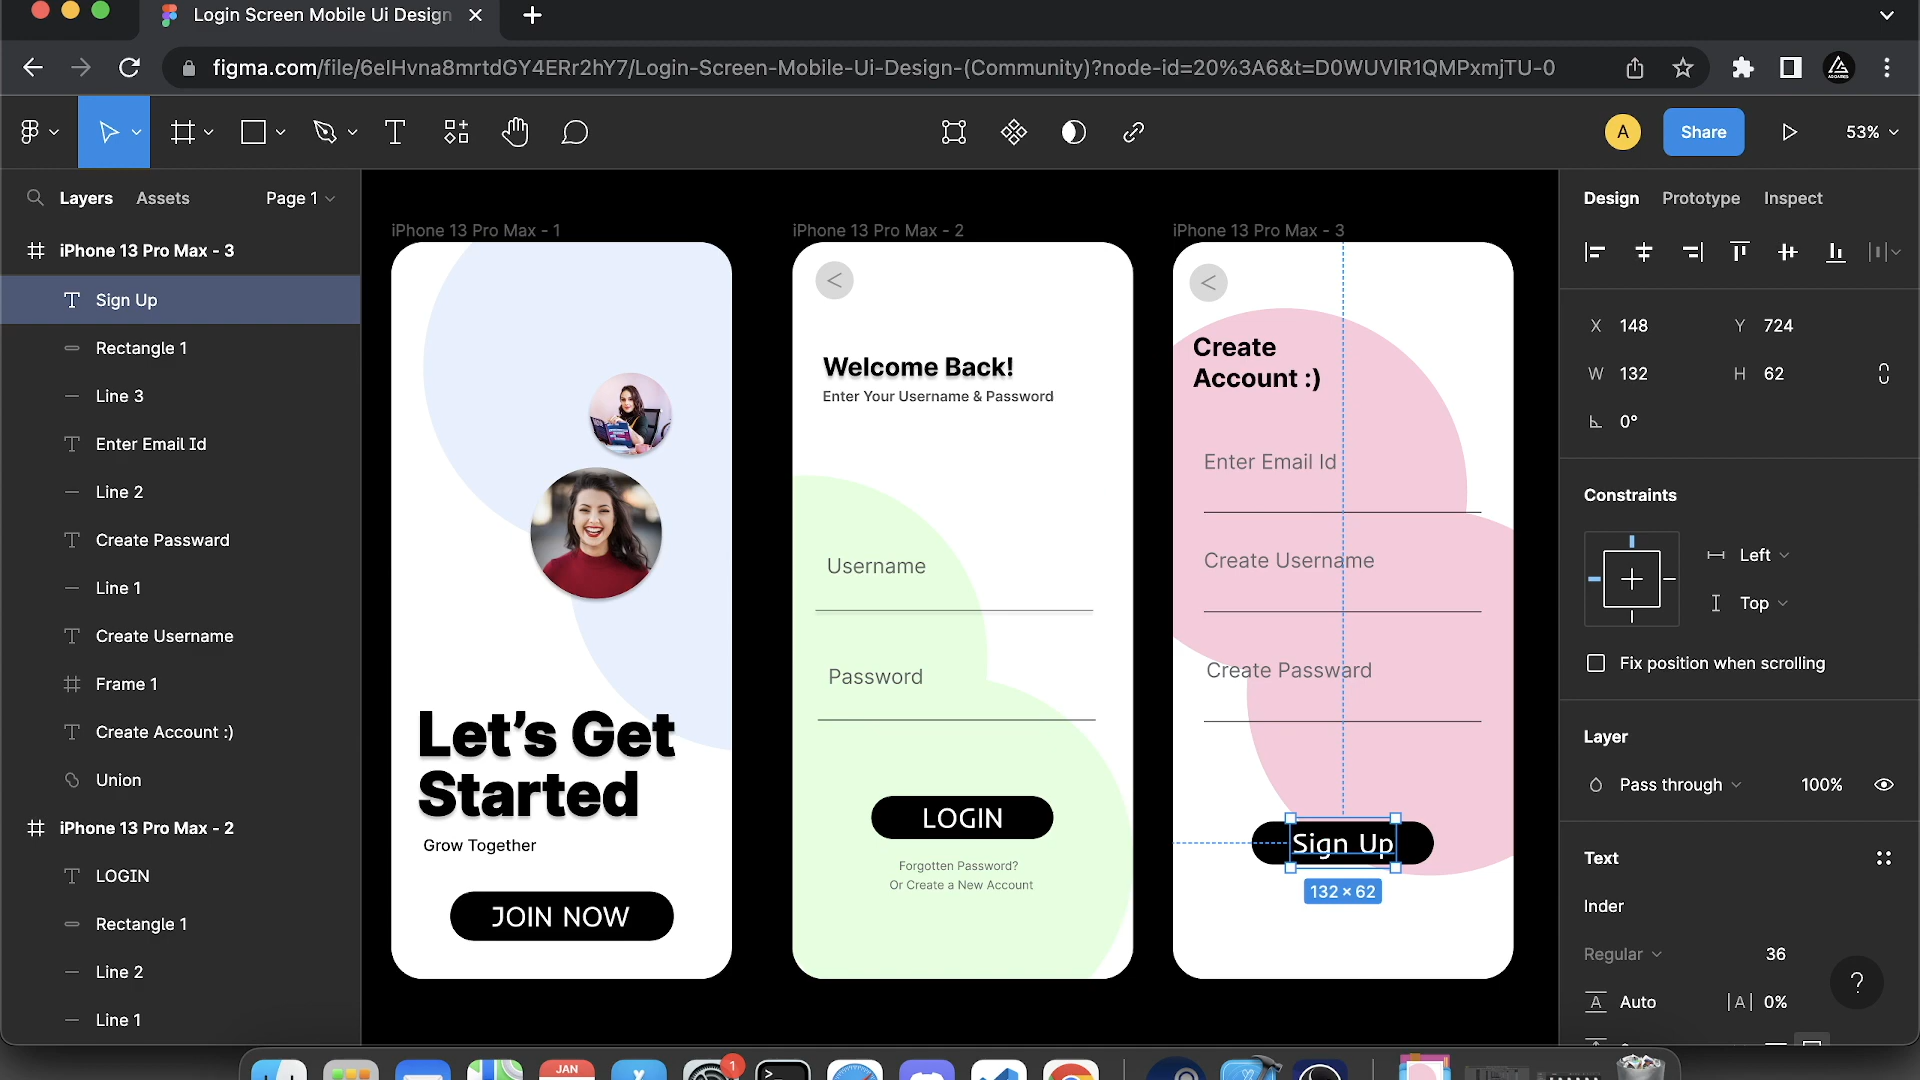 Login Screen Mobile Ui Design
figma.com/file/6eIHvna8mrtdGY4ERr2hY7/Login-Screen-Mobile-Ui-Design-(Community)?node-id=20%3A6&t=D0WUVlR1QMPxmjTU-0
A
Share
53%
Layers
Assets
Page 1
iPhone 13 Pro Max - 3
Sign Up
Rectangle 1
Line 3
Enter Email Id
Line 2
Create Passward
Line 1
Create Username
Frame 1
Create Account :)
Union
iPhone 13 Pro Max - 2
LOGIN
Rectangle 1
Line 2
Line 1
iPhone 13 Pro Max - 1
Let's Get
Started
Grow Together
JOIN NOW
iPhone 13 Pro Max - 2
<
Welcome Back!
Enter Your Username & Password
Username
Password
LOGIN
Forgotten Password?
Or Create a New Account
iPhone 13 Pro Max - 3
<
Create
Account :)
Enter Email Id
Create Username
Create Passward
Sign Up
132 × 62
Design
Prototype
Inspect
X 148
Y 724
W 132
H 62
0°
Constraints
Left
Top
Fix position when scrolling
Layer
Pass through
100%
Text
Inder
Regular
36
A Auto
|A| 0%
?
JAN
1